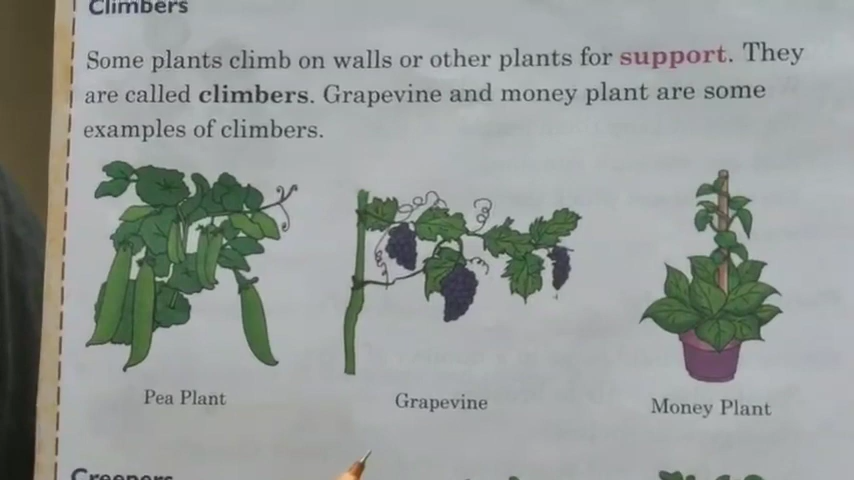 Climbers
Some plants climb on walls or other plants for support. They
are called climbers. Grapevine and money plant are some
examples of climbers.
Pea Plant
Grapevine
Money Plant
Creepers